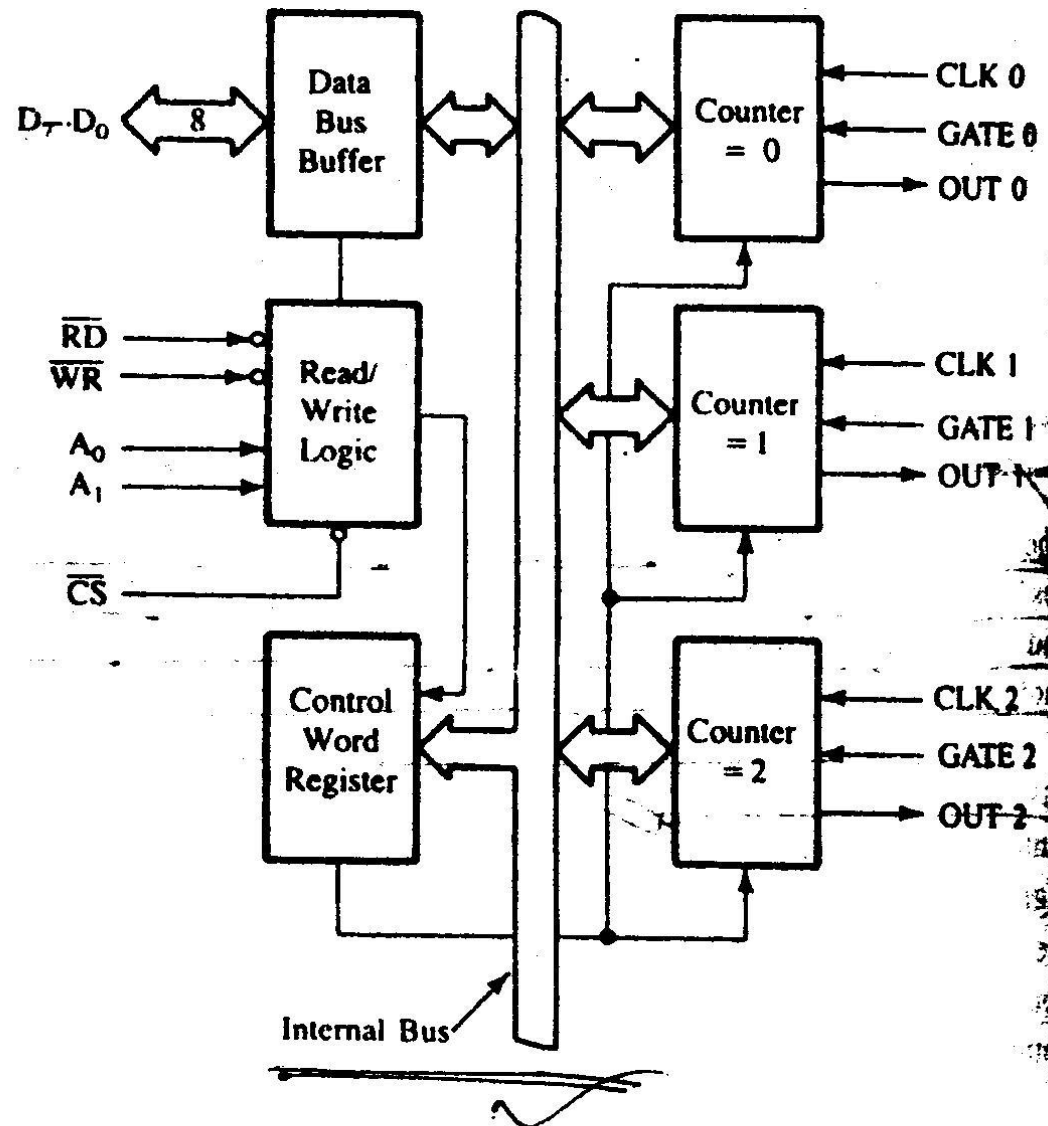 Data
Bus
Buffer
D₇·D₀
8
Counter
= 0
CLK 0
GATE 0
OUT 0
RD
WR
A₀
A₁
CS
Read/
Write
Logic
Counter
= 1
CLK 1
GATE 1
OUT 1
Control
Word
Register
Counter
= 2
CLK 2
GATE 2
OUT 2
Internal Bus